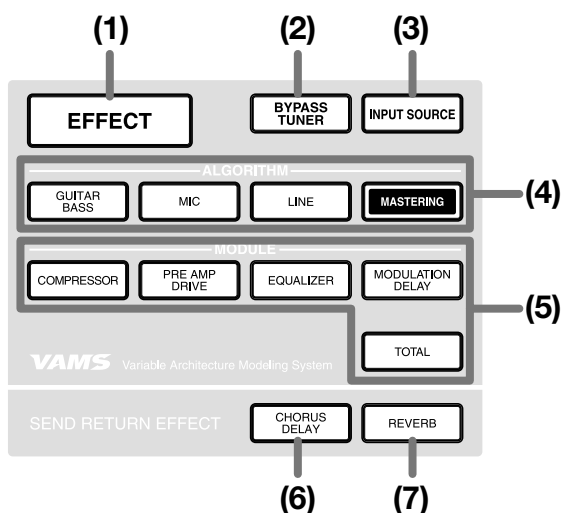 (1) (2) (3)
EFFECT
BYPASS
TUNER
INPUT SOURCE
ALGORITHM
(4)
GUITAR
BASS
MIC
LINE
MASTERING
MODULE
COMPRESSOR
PRE AMP
DRIVE
EQUALIZER
MODULATION
DELAY
(5)
TOTAL
VAMS Variable Architecture Modeling System
SEND RETURN EFFECT
CHORUS
DELAY
REVERB
(6) (7)